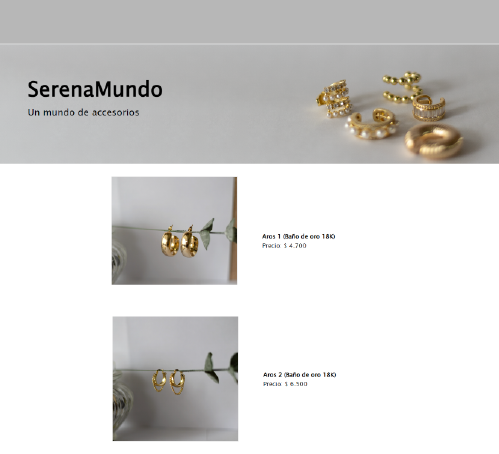 SerenaMundo
Un mundo de accesorios
Aros 1 (Baño de oro 18K)
Precio: $ 4.700
Aros 2 (Baño de oro 18K)
Precio: $ 6.500